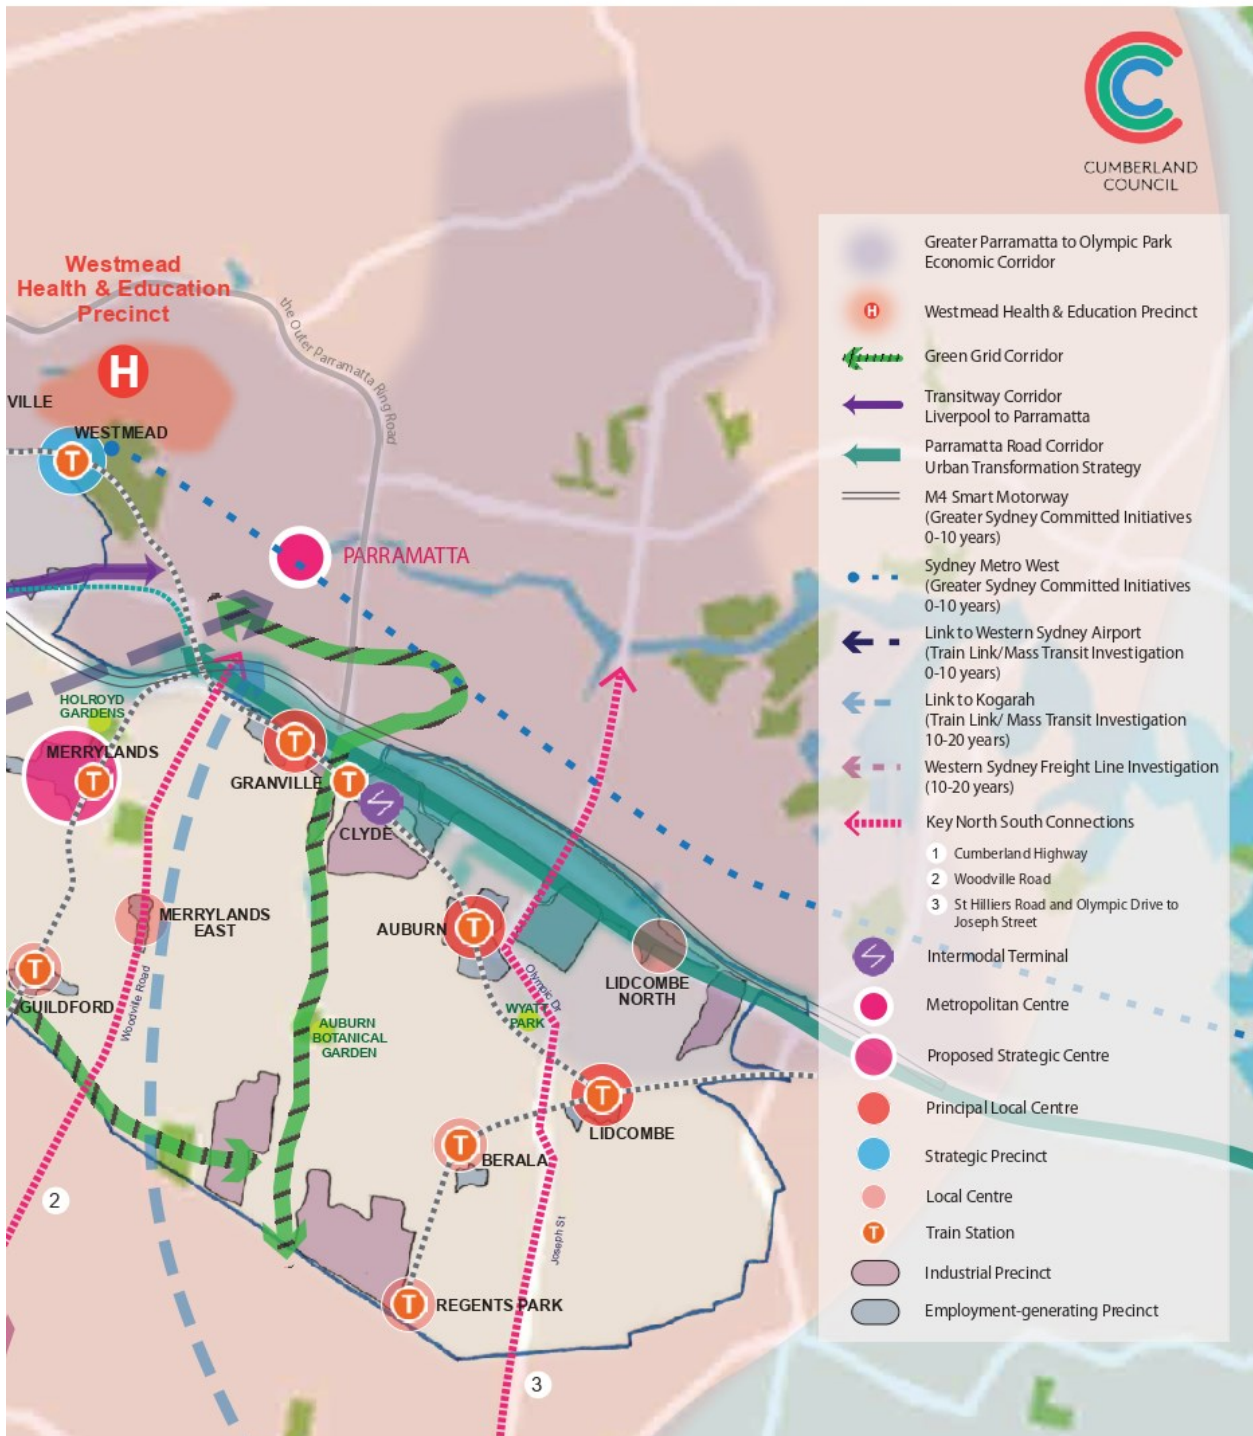 CUMBERLAND
COUNCIL
Westmead
Health & Education
Precinct
H
the Outer Parramatta Ring Road
VILLE
WESTMEAD
T
PARRAMATTA
HOLROYD
GARDENS
MERRYLANDS
T
T
GRANVILLE
T
CLYDE
MERRYLANDS
EAST
AUBURN
T
LIDCOMBE
NORTH
T
GUILDFORD
Woodville Road
Olympic Dr
WYATT
PARK
AUBURN
BOTANICAL
GARDEN
T
LIDCOMBE
T
BERALA
2
Joseph St
T
REGENTS PARK
3
Greater Parramatta to Olympic Park
Economic Corridor
H
Westmead Health & Education Precinct
Green Grid Corridor
Transitway Corridor
Liverpool to Parramatta
Parramatta Road Corridor
Urban Transformation Strategy
M4 Smart Motorway
(Greater Sydney Committed Initiatives
0-10 years)
Sydney Metro West
(Greater Sydney Committed Initiatives
0-10 years)
Link to Western Sydney Airport
(Train Link/Mass Transit Investigation
0-10 years)
Link to Kogarah
(Train Link/ Mass Transit Investigation
10-20 years)
Western Sydney Freight Line Investigation
(10-20 years)
Key North South Connections
1 Cumberland Highway
2 Woodville Road
3 St Hilliers Road and Olympic Drive to
Joseph Street
Intermodal Terminal
Metropolitan Centre
Proposed Strategic Centre
Principal Local Centre
Strategic Precinct
Local Centre
T Train Station
Industrial Precinct
Employment-generating Precinct